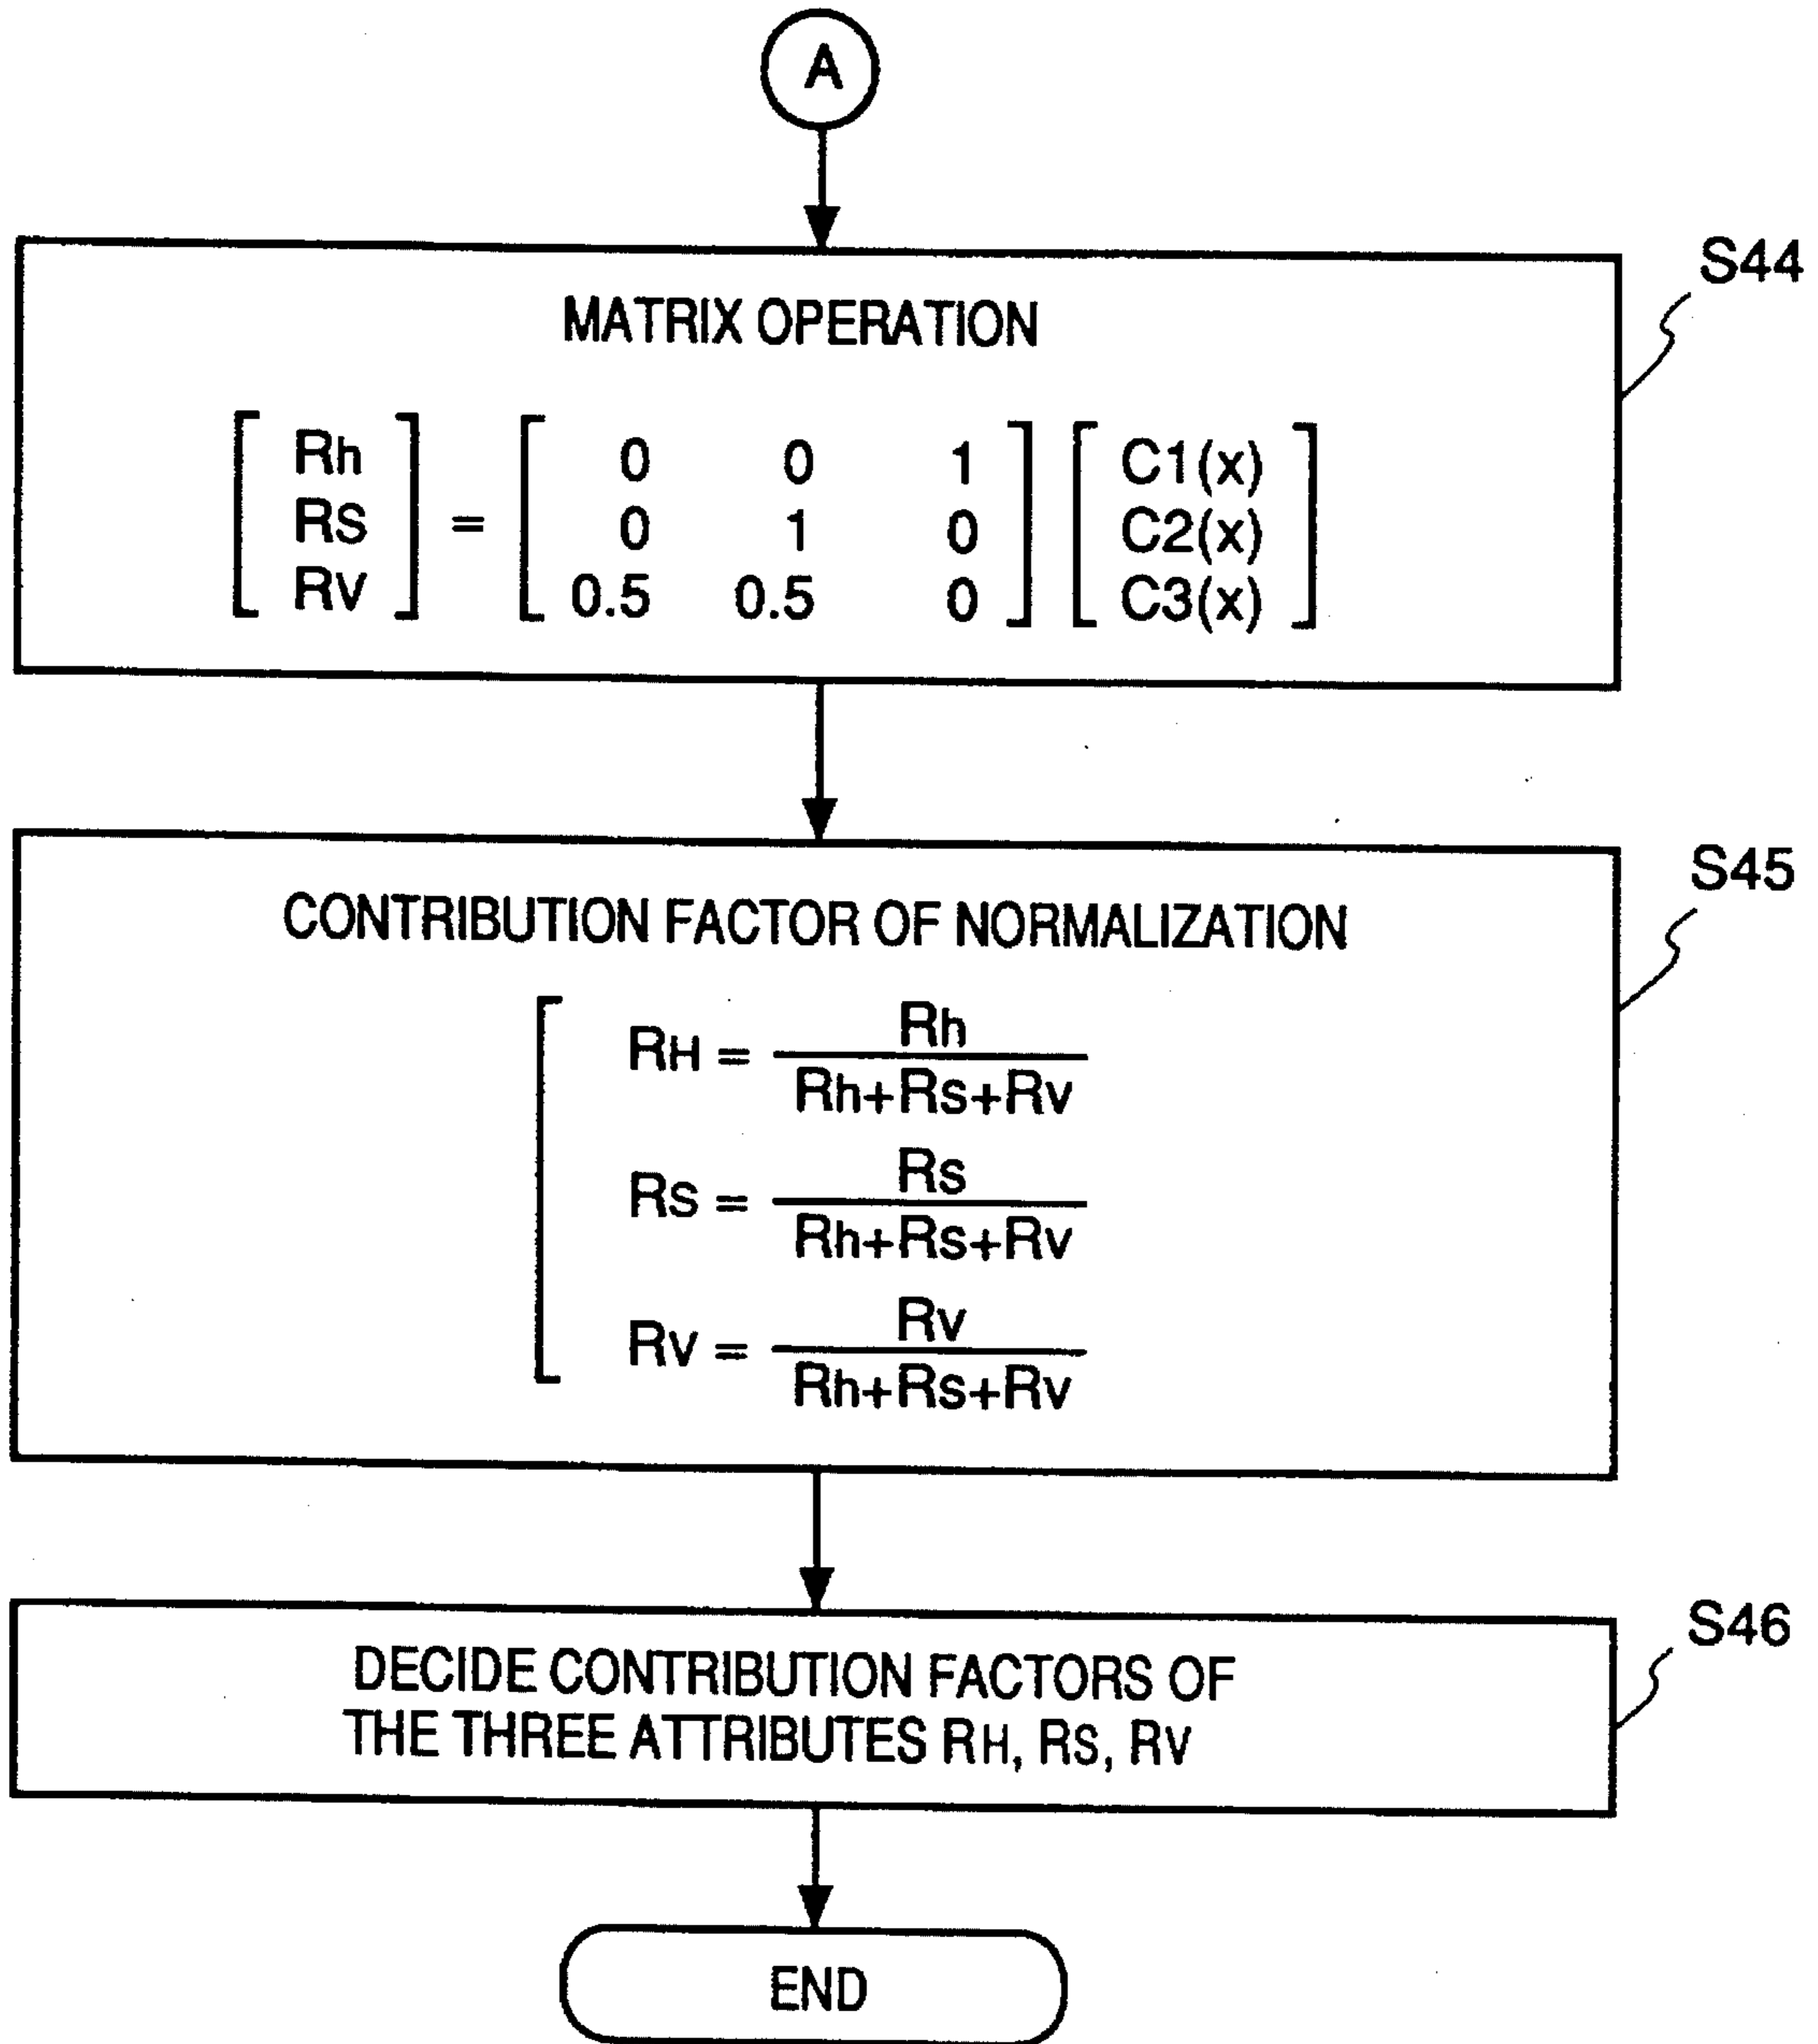 A
S44
MATRIX OPERATION
[ Rh ] = [ 0 0 1 ] [ C1(x) ]
[ Rs ] = [ 0 1 0 ] [ C2(x) ]
[ Rv ] = [ 0.5 0.5 0 ] [ C3(x) ]
S45
CONTRIBUTION FACTOR OF NORMALIZATION
RH = Rh / Rh+Rs+Rv
RS = Rs / Rh+Rs+Rv
RV = Rv / Rh+Rs+Rv
S46
DECIDE CONTRIBUTION FACTORS OF
THE THREE ATTRIBUTES RH, RS, RV
END